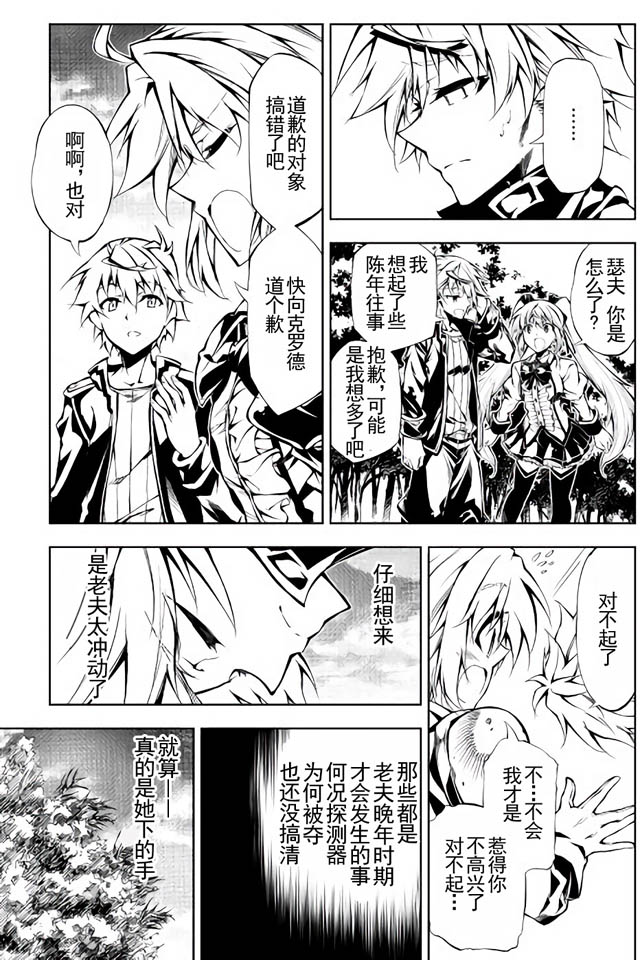 ……
瑟夫 你是
怎么了?
我
想起了些
陈年往事
抱歉,可能
是我想多了吧
道歉的对象
搞错了吧
快向克罗德
道个歉
啊啊,也
对
对不起了
不…不会
我才是
惹得你
不高兴了
对不起…
仔细想来
是老夫太冲动了
那些都是
老夫晚年时期
才会发生的事
何况探测器
为何被夺
也还没搞清
就算——
真的是她下的手